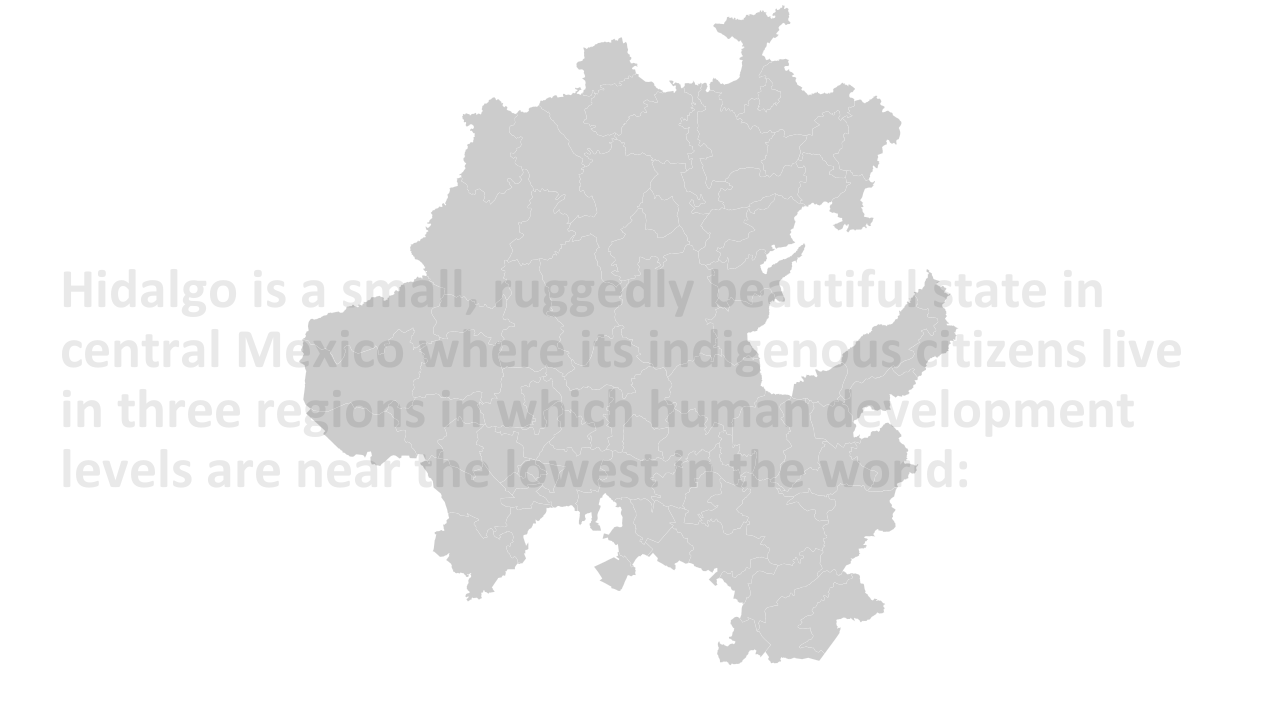 Hidalgo is a small, ruggedly beautiful state in
central Mexico where its indigenous citizens live
in three regions in which human development
levels are near the lowest in the world: